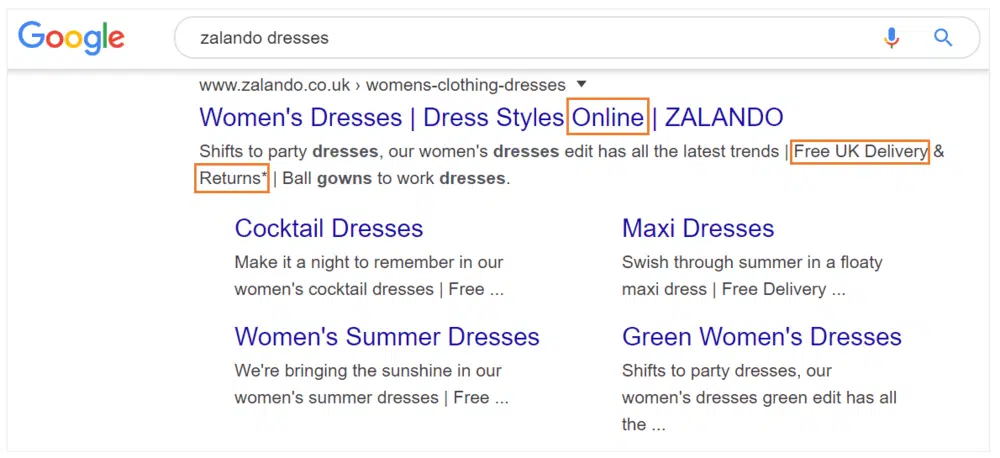 Google
zalando dresses
www.zalando.co.uk › womens-clothing-dresses ▼
Women's Dresses | Dress Styles Online | ZALANDO
Shifts to party dresses, our women's dresses edit has all the latest trends | Free UK Delivery &
Returns* | Ball gowns to work dresses.
Cocktail Dresses
Make it a night to remember in our
women's cocktail dresses | Free ...
Maxi Dresses
Swish through summer in a floaty
maxi dress | Free Delivery ...
Women's Summer Dresses
We're bringing the sunshine in our
women's summer dresses | Free ...
Green Women's Dresses
Shifts to party dresses, our
women's dresses green edit has all
the ...